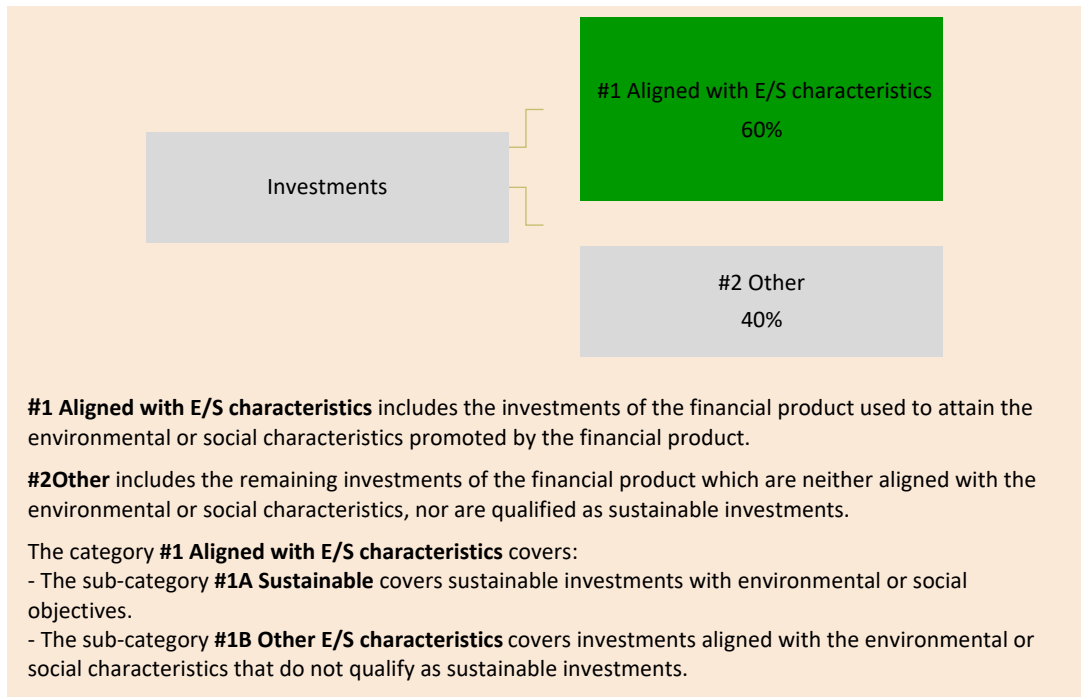 #1 Aligned with E/S characteristics
60%
Investments
#2 Other
40%
#1 Aligned with E/S characteristics includes the investments of the financial product used to attain the
environmental or social characteristics promoted by the financial product.
#2Other includes the remaining investments of the financial product which are neither aligned with the
environmental or social characteristics, nor are qualified as sustainable investments.
The category #1 Aligned with E/S characteristics covers:
- The sub-category #1A Sustainable covers sustainable investments with environmental or social
objectives.
- The sub-category #1B Other E/S characteristics covers investments aligned with the environmental or
social characteristics that do not qualify as sustainable investments.